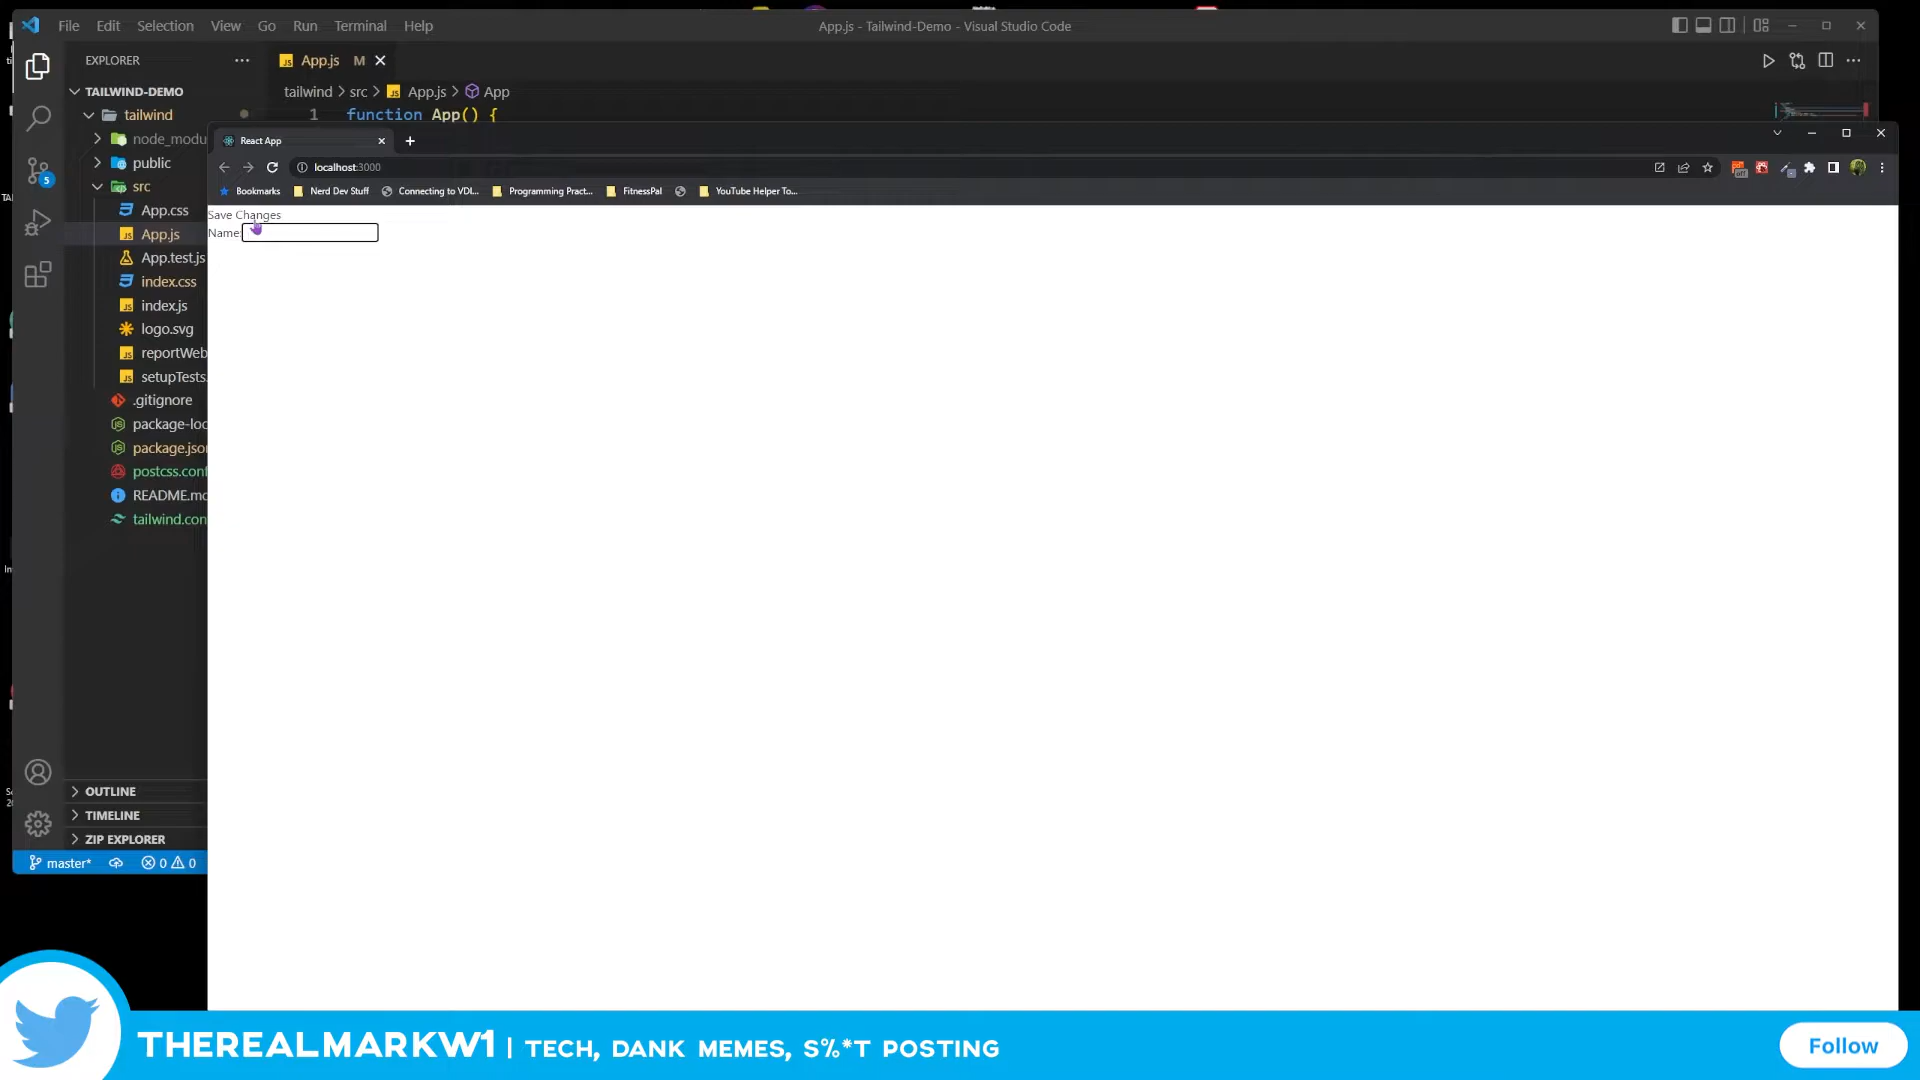 File Edit Selection View Go Run Terminal Help
App.js - Tailwind-Demo - Visual Studio Code
EXPLORER
App.js M
TAILWIND-DEMO
tailwind > src > App.js > App
tailwind
1 function App() {
node_modu
React App
public
localhost:3000
src
Bookmarks Nerd Dev Stuff Connecting to VDI... Programming Pract... FitnessPal YouTube Helper To...
Save Changes
Name:
App.css
App.js
App.test.js
index.css
index.js
logo.svg
reportWeb
setupTests.
.gitignore
package-loc
package.jso
postcss.conf
README.md
tailwind.con
5
OUTLINE
TIMELINE
ZIP EXPLORER
master* 0 0
THEREALMARKW1 | TECH, DANK MEMES, S%*T POSTING
Follow